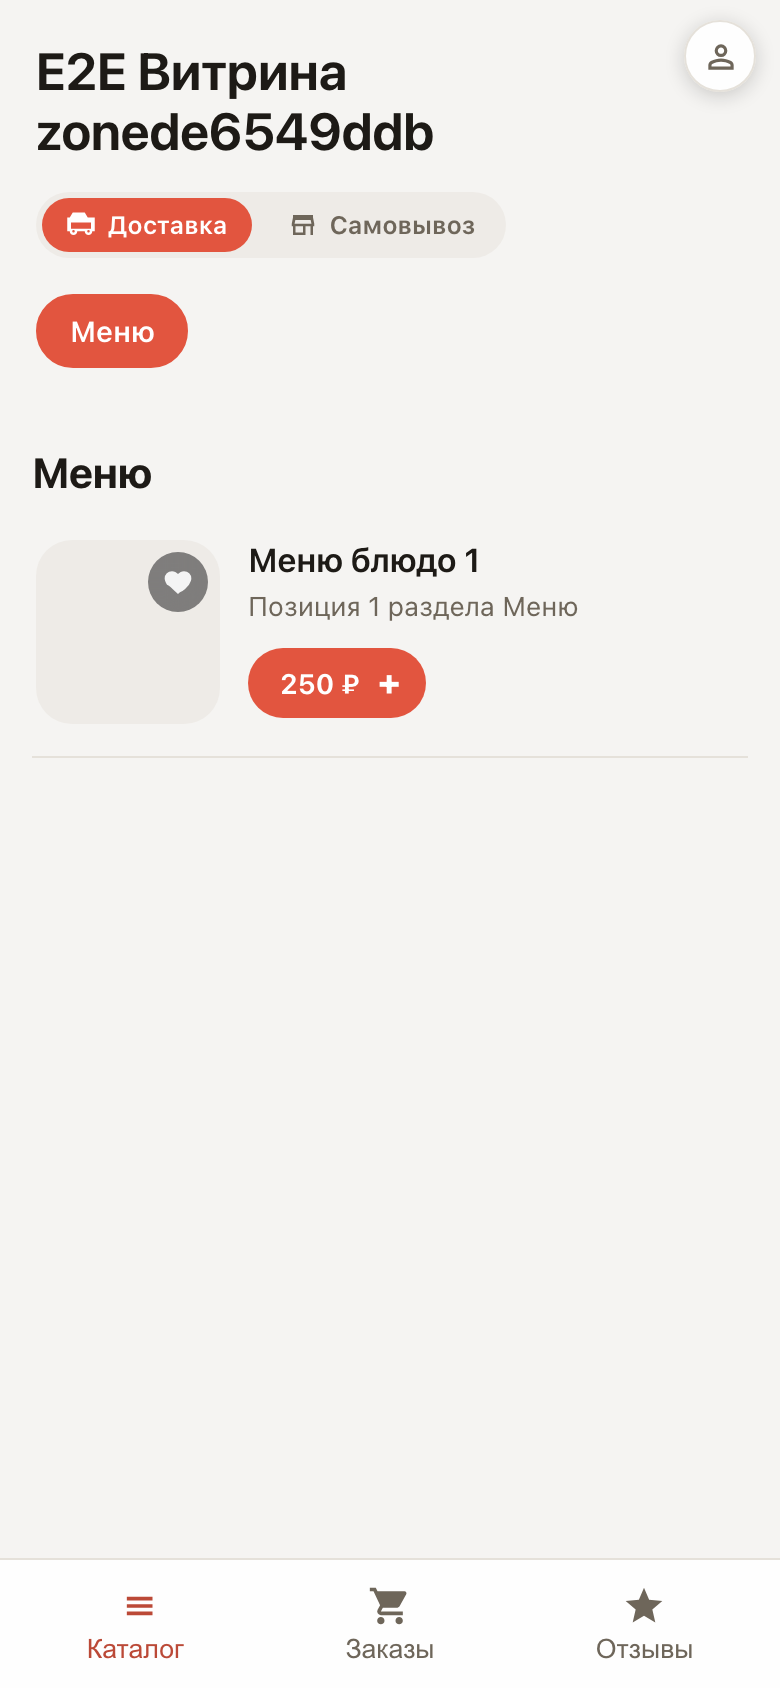 E2E Витрина
zonede6549ddb
Доставка
Самовывоз
Меню
Меню
Меню блюдо 1
Позиция 1 раздела Меню
250 ₽ +
Каталог
Заказы
Отзывы